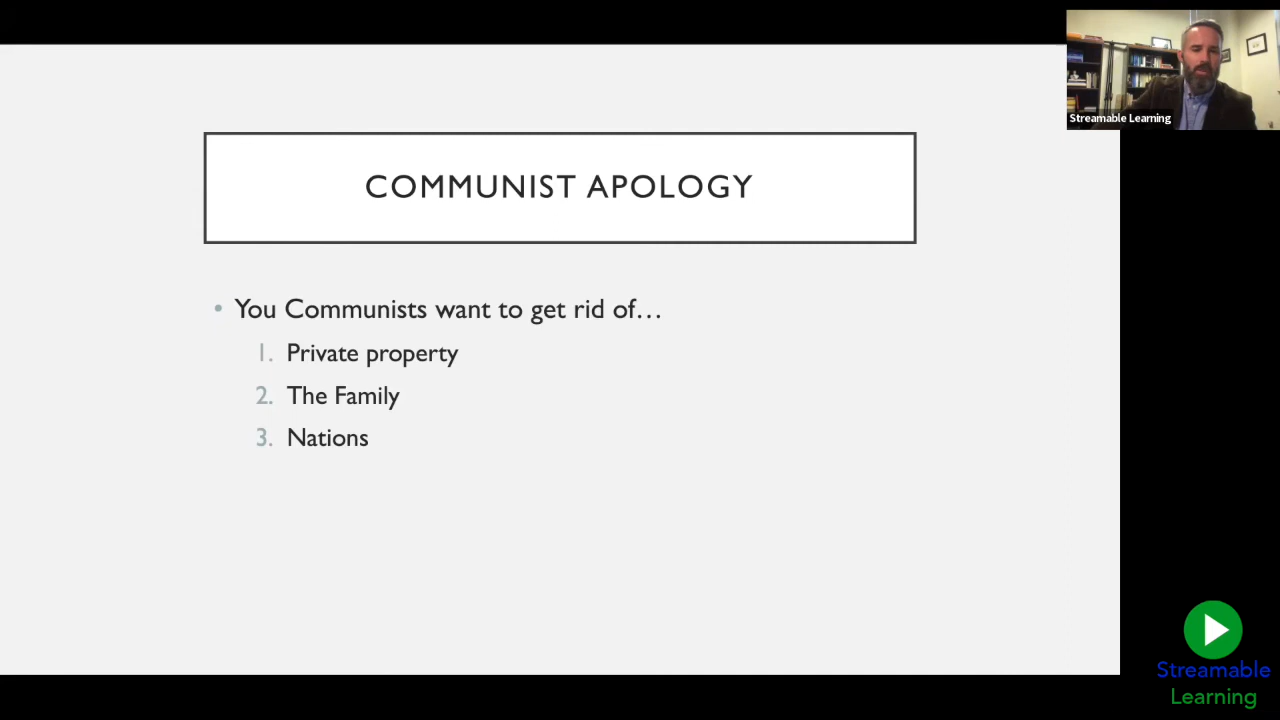 COMMUNIST APOLOGY
• You Communists want to get rid of…
1. Private property
2. The Family
3. Nations
Streamable Learning
Streamable
Learning